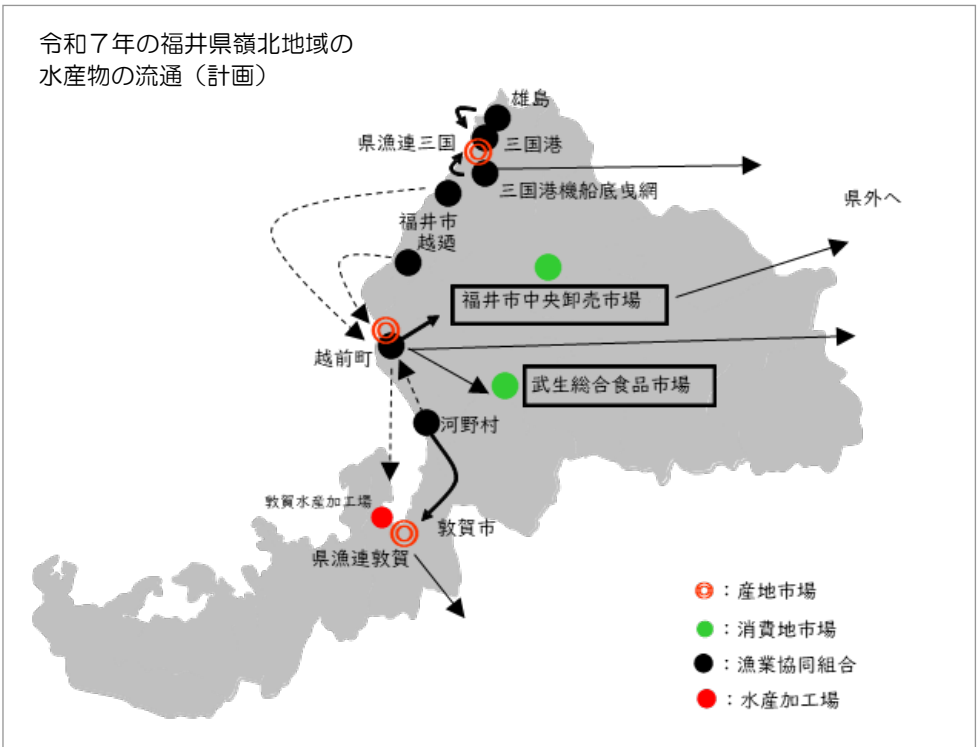 令和７年の福井県嶺北地域の
水産物の流通（計画）
雄島
県漁連三国
三国港
三国港機船底曳網
県外へ
福井市
越廼
福井市中央卸売市場
越前町
武生総合食品市場
河野村
敦賀水産加工場
敦賀市
県漁連敦賀
：産地市場
：消費地市場
：漁業協同組合
：水産加工場